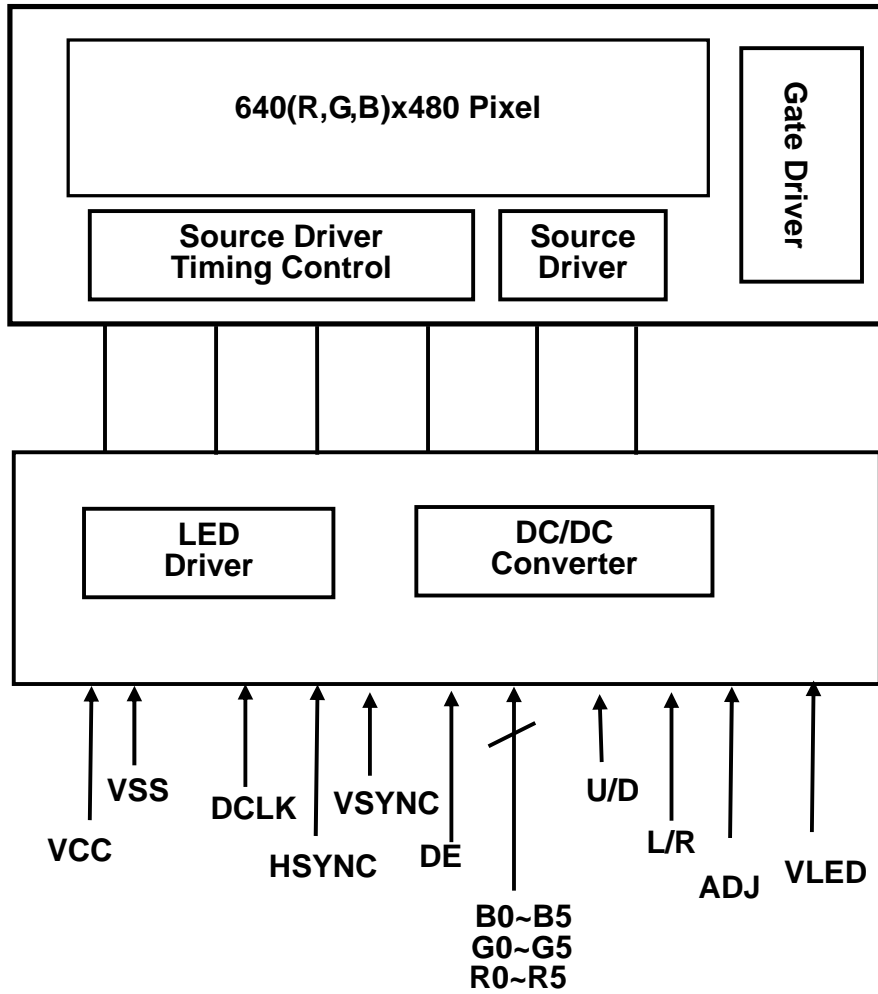 640(R,G,B)x480 Pixel
Gate Driver
Source Driver
Timing Control
Source
Driver
LED
Driver
DC/DC
Converter
VSS
DCLK
VSYNC
U/D
VCC
HSYNC
DE
L/R
ADJ
VLED
B0~B5
G0~G5
R0~R5